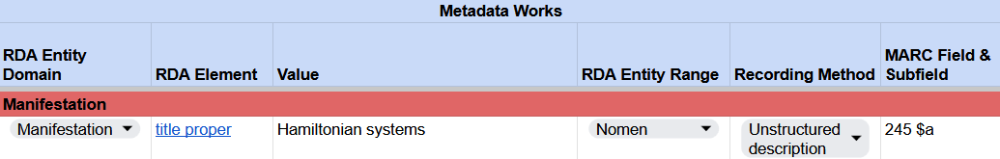 Metadata Works
RDA Entity Domain RDA Element Value RDA Entity Range Recording Method MARC Field & Subfield
Manifestation
Manifestation title proper Hamiltonian systems Nomen Unstructured description 245 $a